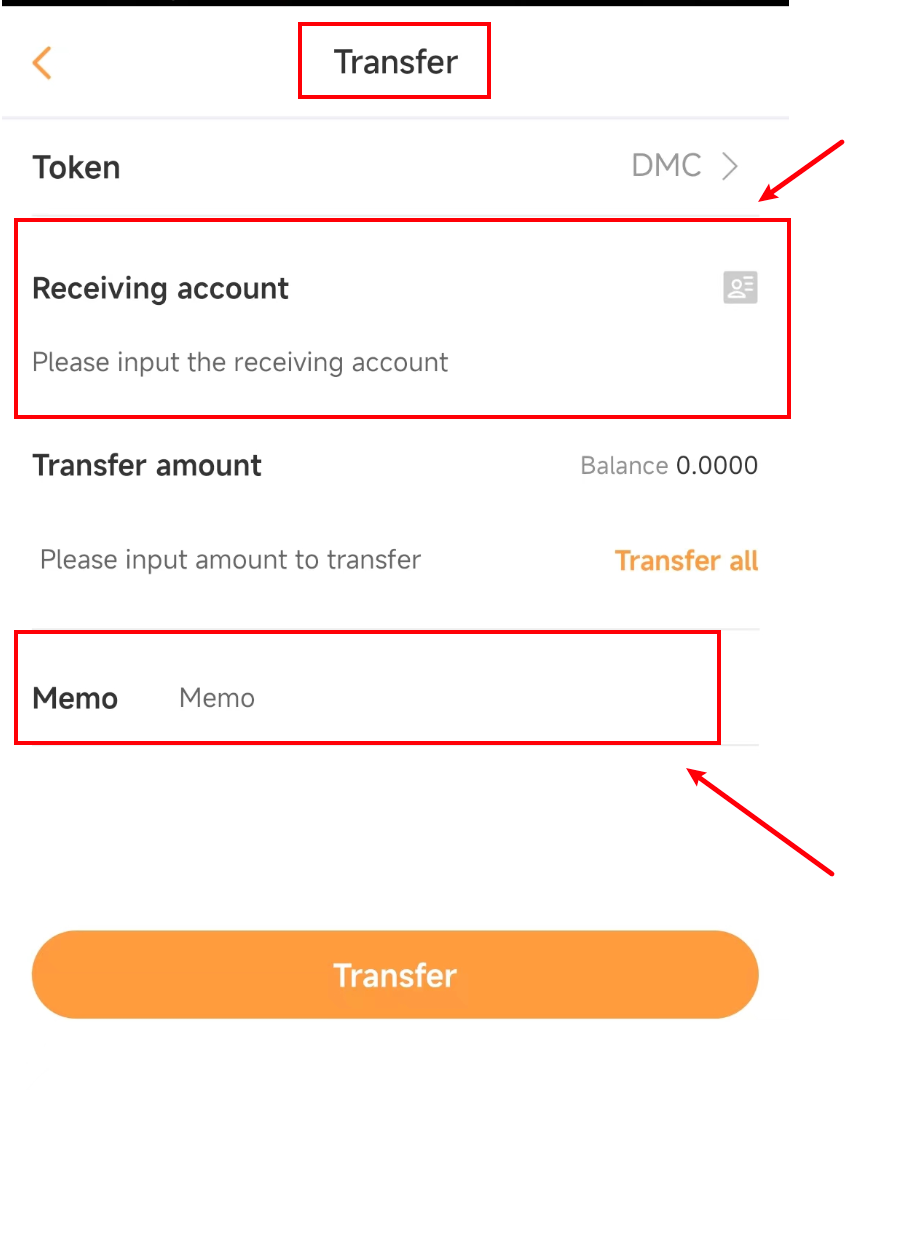 Transfer
Token DMC
Receiving account
Please input the receiving account
Transfer amount Balance 0.0000
Please input amount to transfer Transfer all
Memo Memo
Transfer